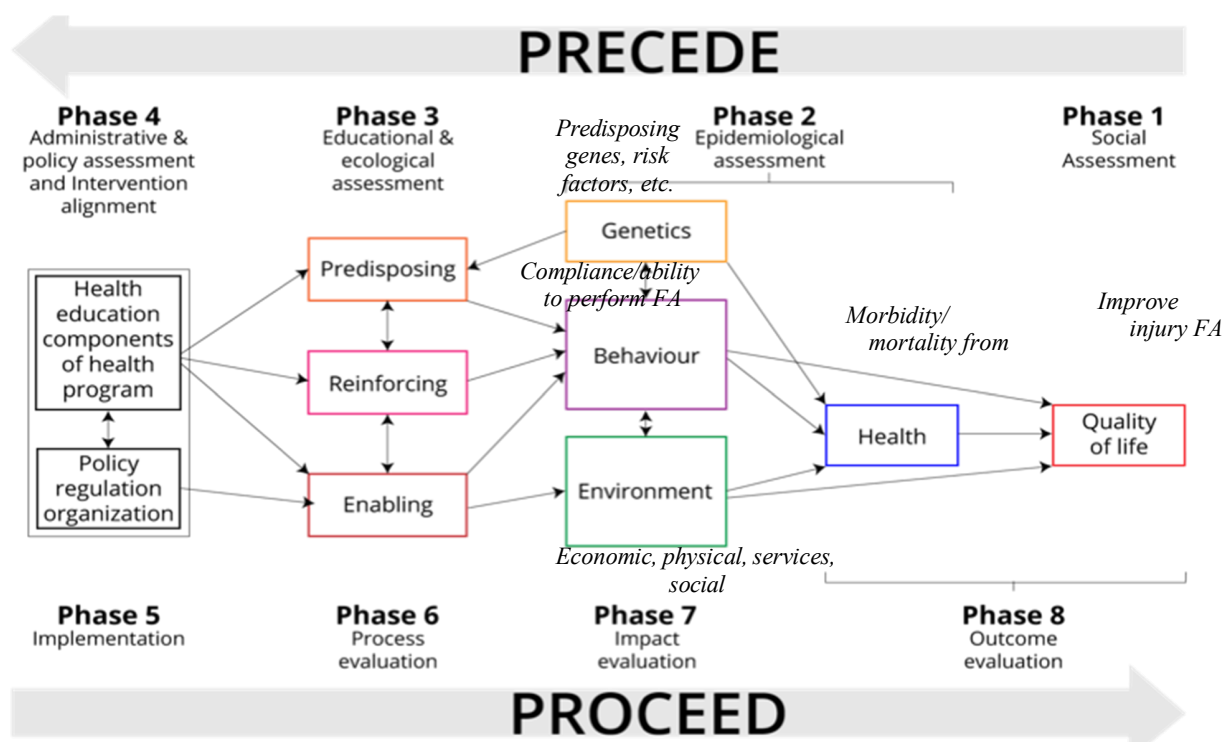 PRECEDE
Phase 4
Administrative &
policy assessment
and Intervention
alignment
Phase 3
Educational &
ecological
assessment
Predisposing
genes, risk
factors, etc.
Phase 2
Epidemiological
assessment
Phase 1
Social
Assessment
Genetics
Predisposing
Compliance/ability
to perform FA
Health
education
components
of health
program
Reinforcing
Behaviour
Morbidity/
mortality from
Improve
injury FA
Health
Quality
of life
Policy
regulation
organization
Enabling
Environment
Economic, physical, services,
social
Phase 5
Implementation
Phase 6
Process
evaluation
Phase 7
Impact
evaluation
Phase 8
Outcome
evaluation
PROCEED